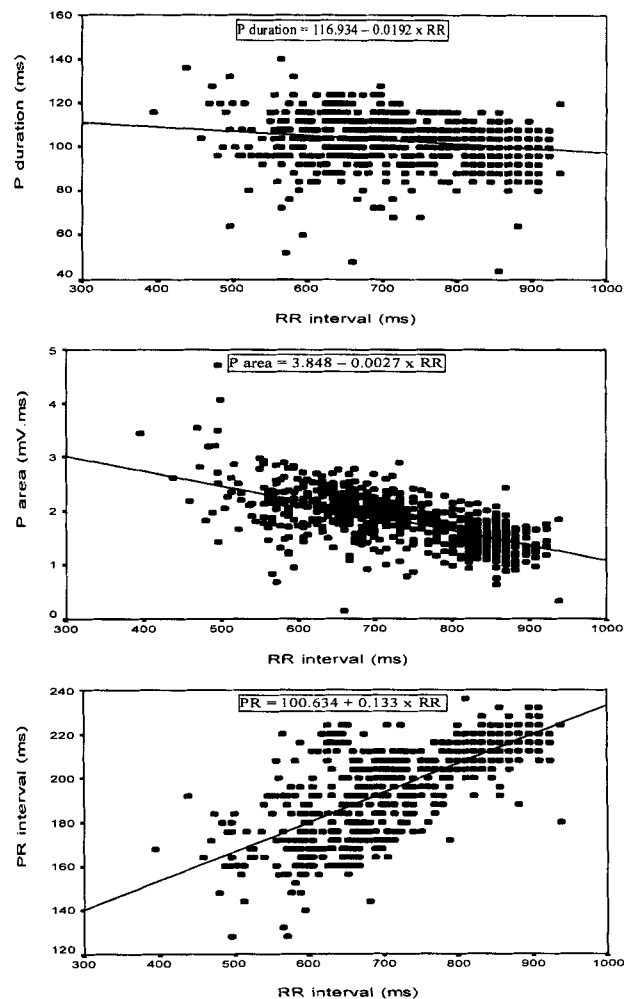 160
P duration = 116.934 – 0.0192 x RR
140
120
100
80
60
40
P duration (ms)
300 400 500 600 700 800 900 1000
RR interval (ms)
5
P area = 3.848 – 0.0027 x RR
4
3
2
1
0
P area (mV.ms)
300 400 500 600 700 800 900 1000
RR interval (ms)
240
PR = 100.634 + 0.133 x RR
220
200
180
160
140
120
PR interval (ms)
300 400 500 600 700 800 900 1000
RR interval (ms)